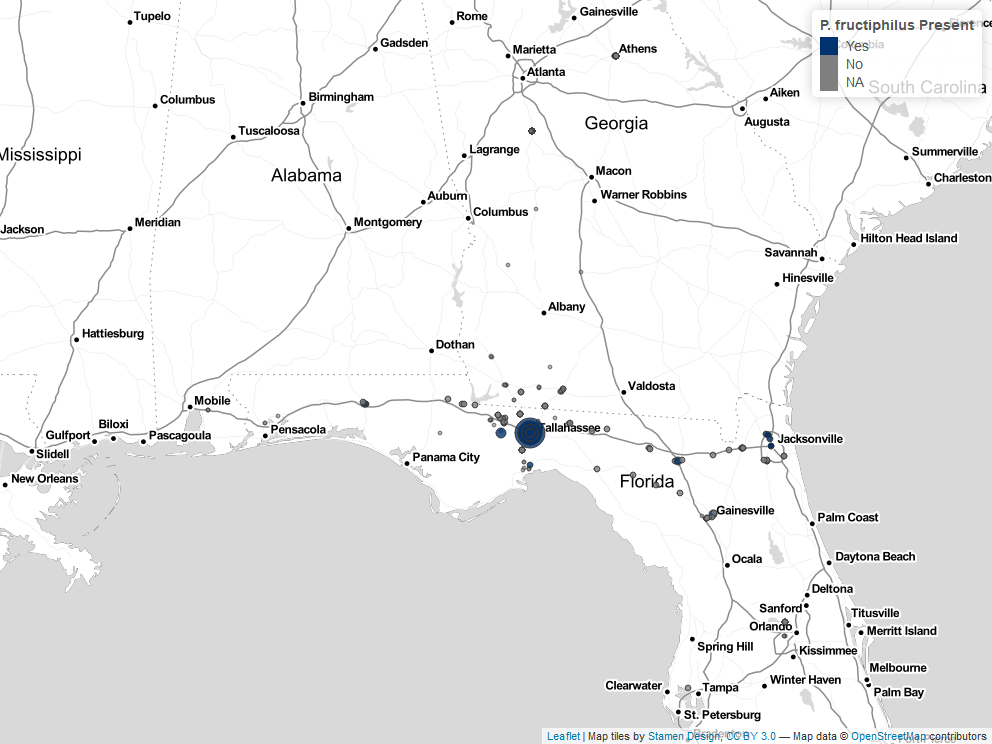 Tupelo
Rome
Gainesville
P. fructiphilus Present
Yes
No
NA
Columbia
South Carolina
Gadsden
Marietta
Athens
Atlanta
Columbus
Birmingham
Aiken
Augusta
Georgia
Tuscaloosa
Mississippi
Lagrange
Summerville
Alabama
Macon
Charleston
Auburn
Warner Robbins
Jackson
Meridian
Montgomery
Columbus
Hilton Head Island
Savannah
Hinesville
Albany
Hattiesburg
Dothan
Valdosta
Mobile
Biloxi
Gulfport
Pascagoula
Pensacola
Tallahassee
Jacksonville
Slidell
Panama City
New Orleans
Florida
Gainesville
Palm Coast
Ocala
Daytona Beach
Deltona
Sanford
Titusville
Orlando
Merritt Island
Spring Hill
Kissimmee
Melbourne
Clearwater
Tampa
Winter Haven
Palm Bay
St. Petersburg
Leaflet | Map tiles by Stamen Design, CC BY 3.0 — Map data © OpenStreetMap contributors